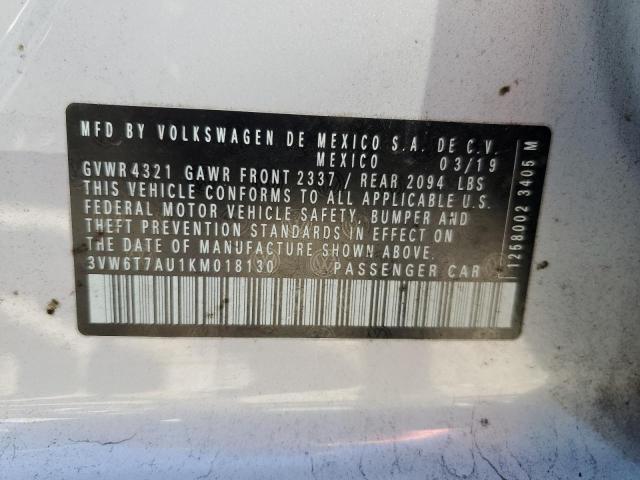 MFD BY VOLKSWAGEN DE MEXICO S.A. DE C.V.
MEXICO 03/19
GVWR 4321 GAWR FRONT 2337 / REAR 2094 LBS
THIS VEHICLE CONFORMS TO ALL APPLICABLE U.S.
FEDERAL MOTOR VEHICLE SAFETY, BUMPER AND
THEFT PREVENTION STANDARDS IN EFFECT ON
THE DATE OF MANUFACTURE SHOWN ABOVE.
3VW6T7AU1KM018130 PASSENGER CAR
1258002 3405 M